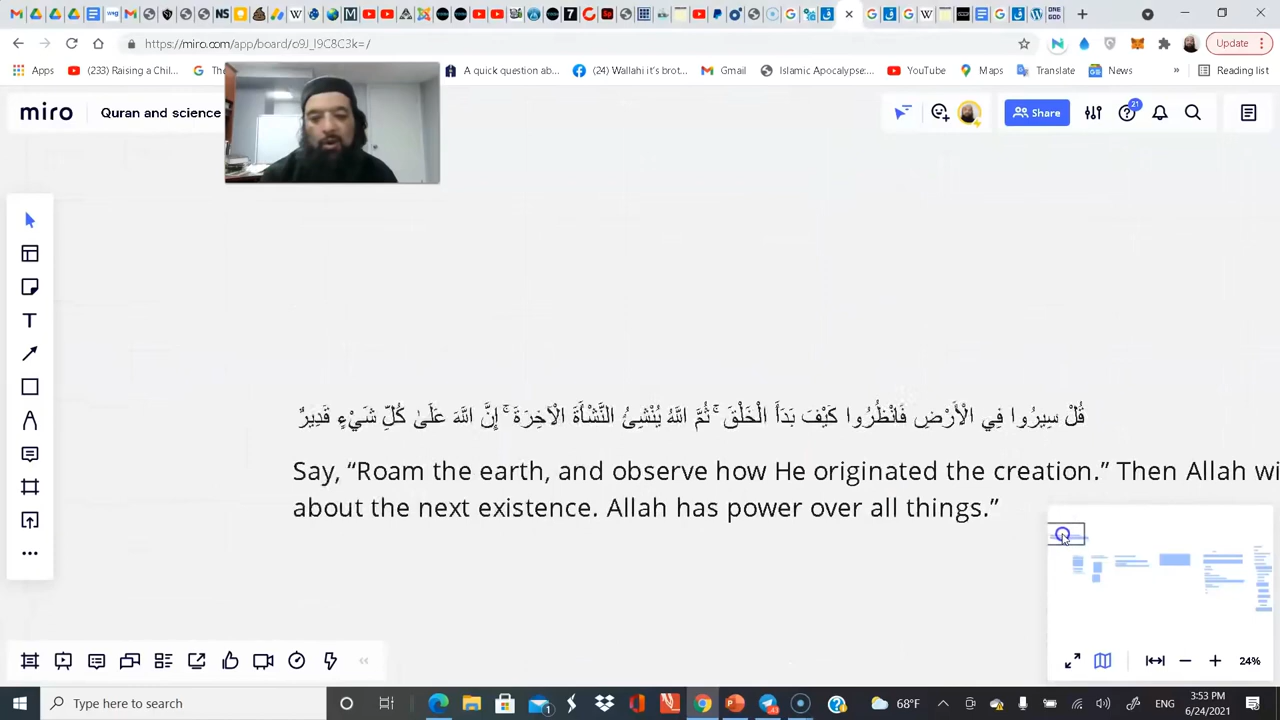 https://miro.com/app/board/o9J_l9C8C3k=/
Update
Apps
(233) Raising a Chil...
A quick question ab...
(24) Wallahi it's brot...
Gmail
Islamic Apocalypse:...
YouTube
Maps
Translate
News
»
Reading list
miro
Quran and science
21
Share
قُلْ سِيرُوا فِي الْأَرْضِ فَانْظُرُوا كَيْفَ بَدَأَ الْخَلْقَ ۚ ثُمَّ اللَّهُ يُنْشِئُ النَّشْأَةَ الْآخِرَةَ ۚ إِنَّ اللَّهَ عَلَىٰ كُلِّ شَيْءٍ قَدِيرٌ
Say, “Roam the earth, and observe how He originated the creation.” Then Allah wi
about the next existence. Allah has power over all things.”
24%
Type here to search
68°F
3:53 PM
6/24/2021